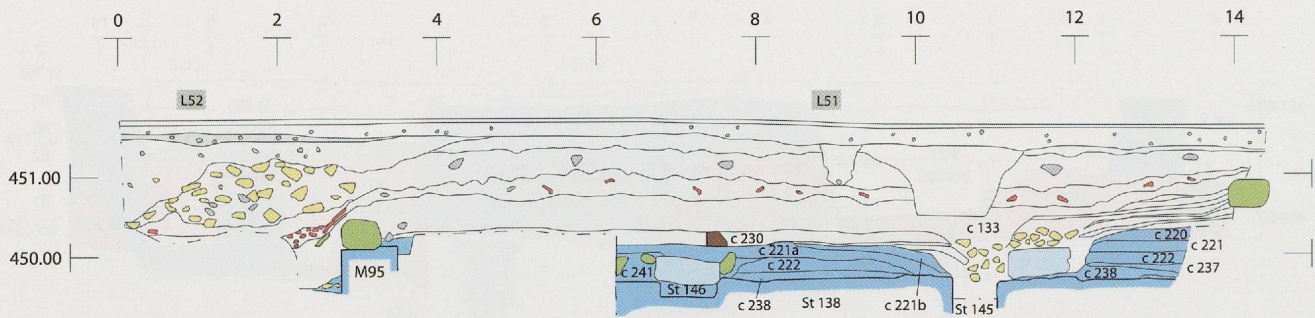 0 2 4 6 8 10 12 14
L52 L51
451.00
c 133
c 230 c 220
c 221a c 221
450.00 c 222 c 222
M95 c 241 c 238 c 237
St 146
c 238 St 138 c 221b St 145